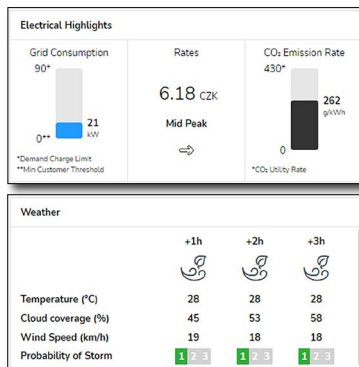 Electrical Highlights
Grid Consumption
90*
21
kW
0**
*Demand Charge Limit
**Min Customer Threshold
Rates
6.18 CZK
Mid Peak
CO₂ Emission Rate
430*
262
g/kWh
0
*CO₂ Utility Rate
Weather
+1h +2h +3h
Temperature (°C) 28 28 28
Cloud coverage (%) 45 53 58
Wind Speed (km/h) 19 18 18
Probability of Storm 1 2 3 1 2 3 1 2 3